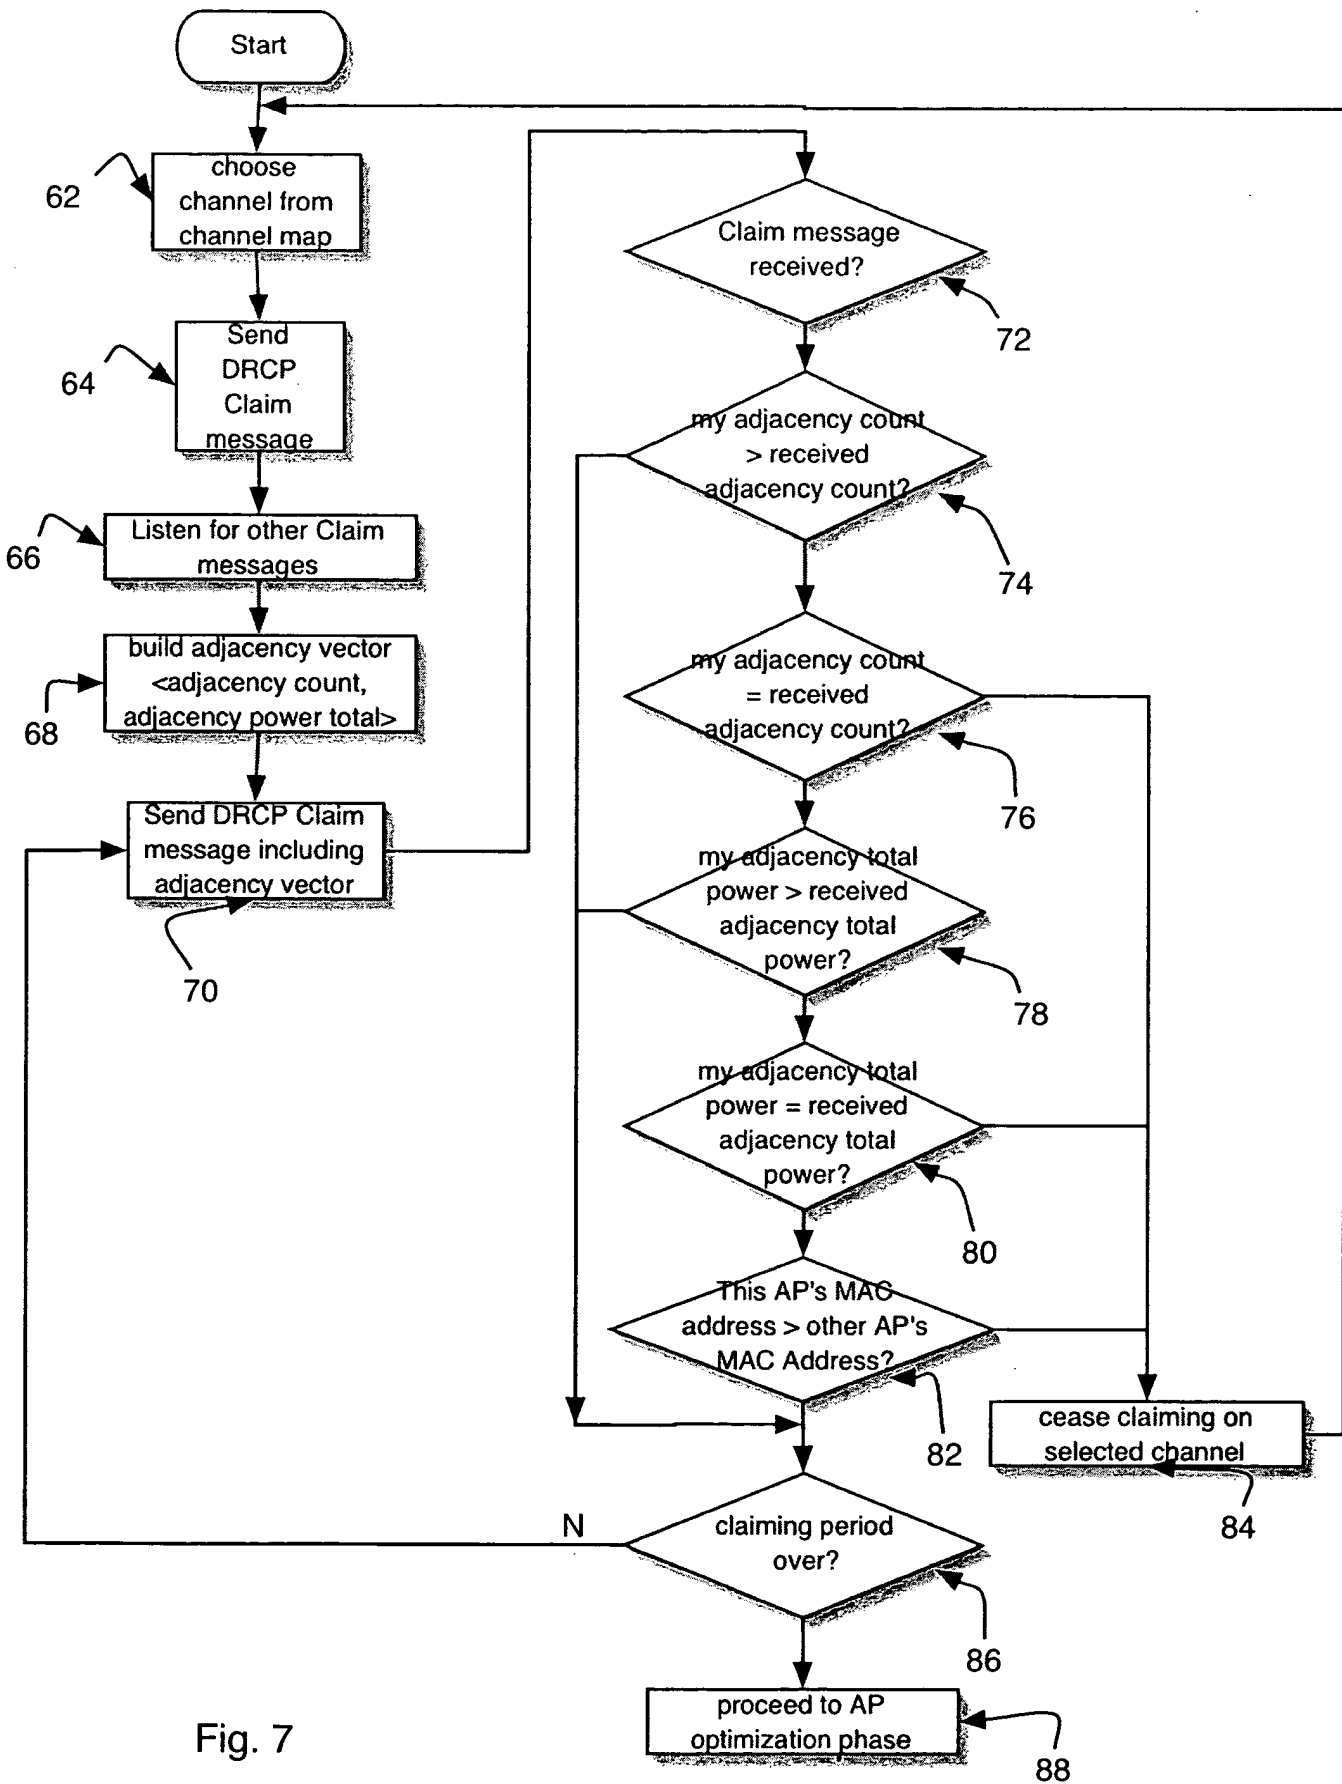 Start
choose
channel from
channel map
62
Send
DRCP
Claim
message
64
Listen for other Claim
messages
66
build adjacency vector
<adjacency count,
adjacency power total>
68
Send DRCP Claim
message including
adjacency vector
70
Claim message
received?
72
my adjacency count
> received
adjacency count?
74
my adjacency count
= received
adjacency count?
76
my adjacency total
power > received
adjacency total
power?
78
my adjacency total
power = received
adjacency total
power?
80
This AP's MAC
address > other AP's
MAC Address?
82
cease claiming on
selected channel
84
N
claiming period
over?
86
proceed to AP
optimization phase
88
Fig. 7